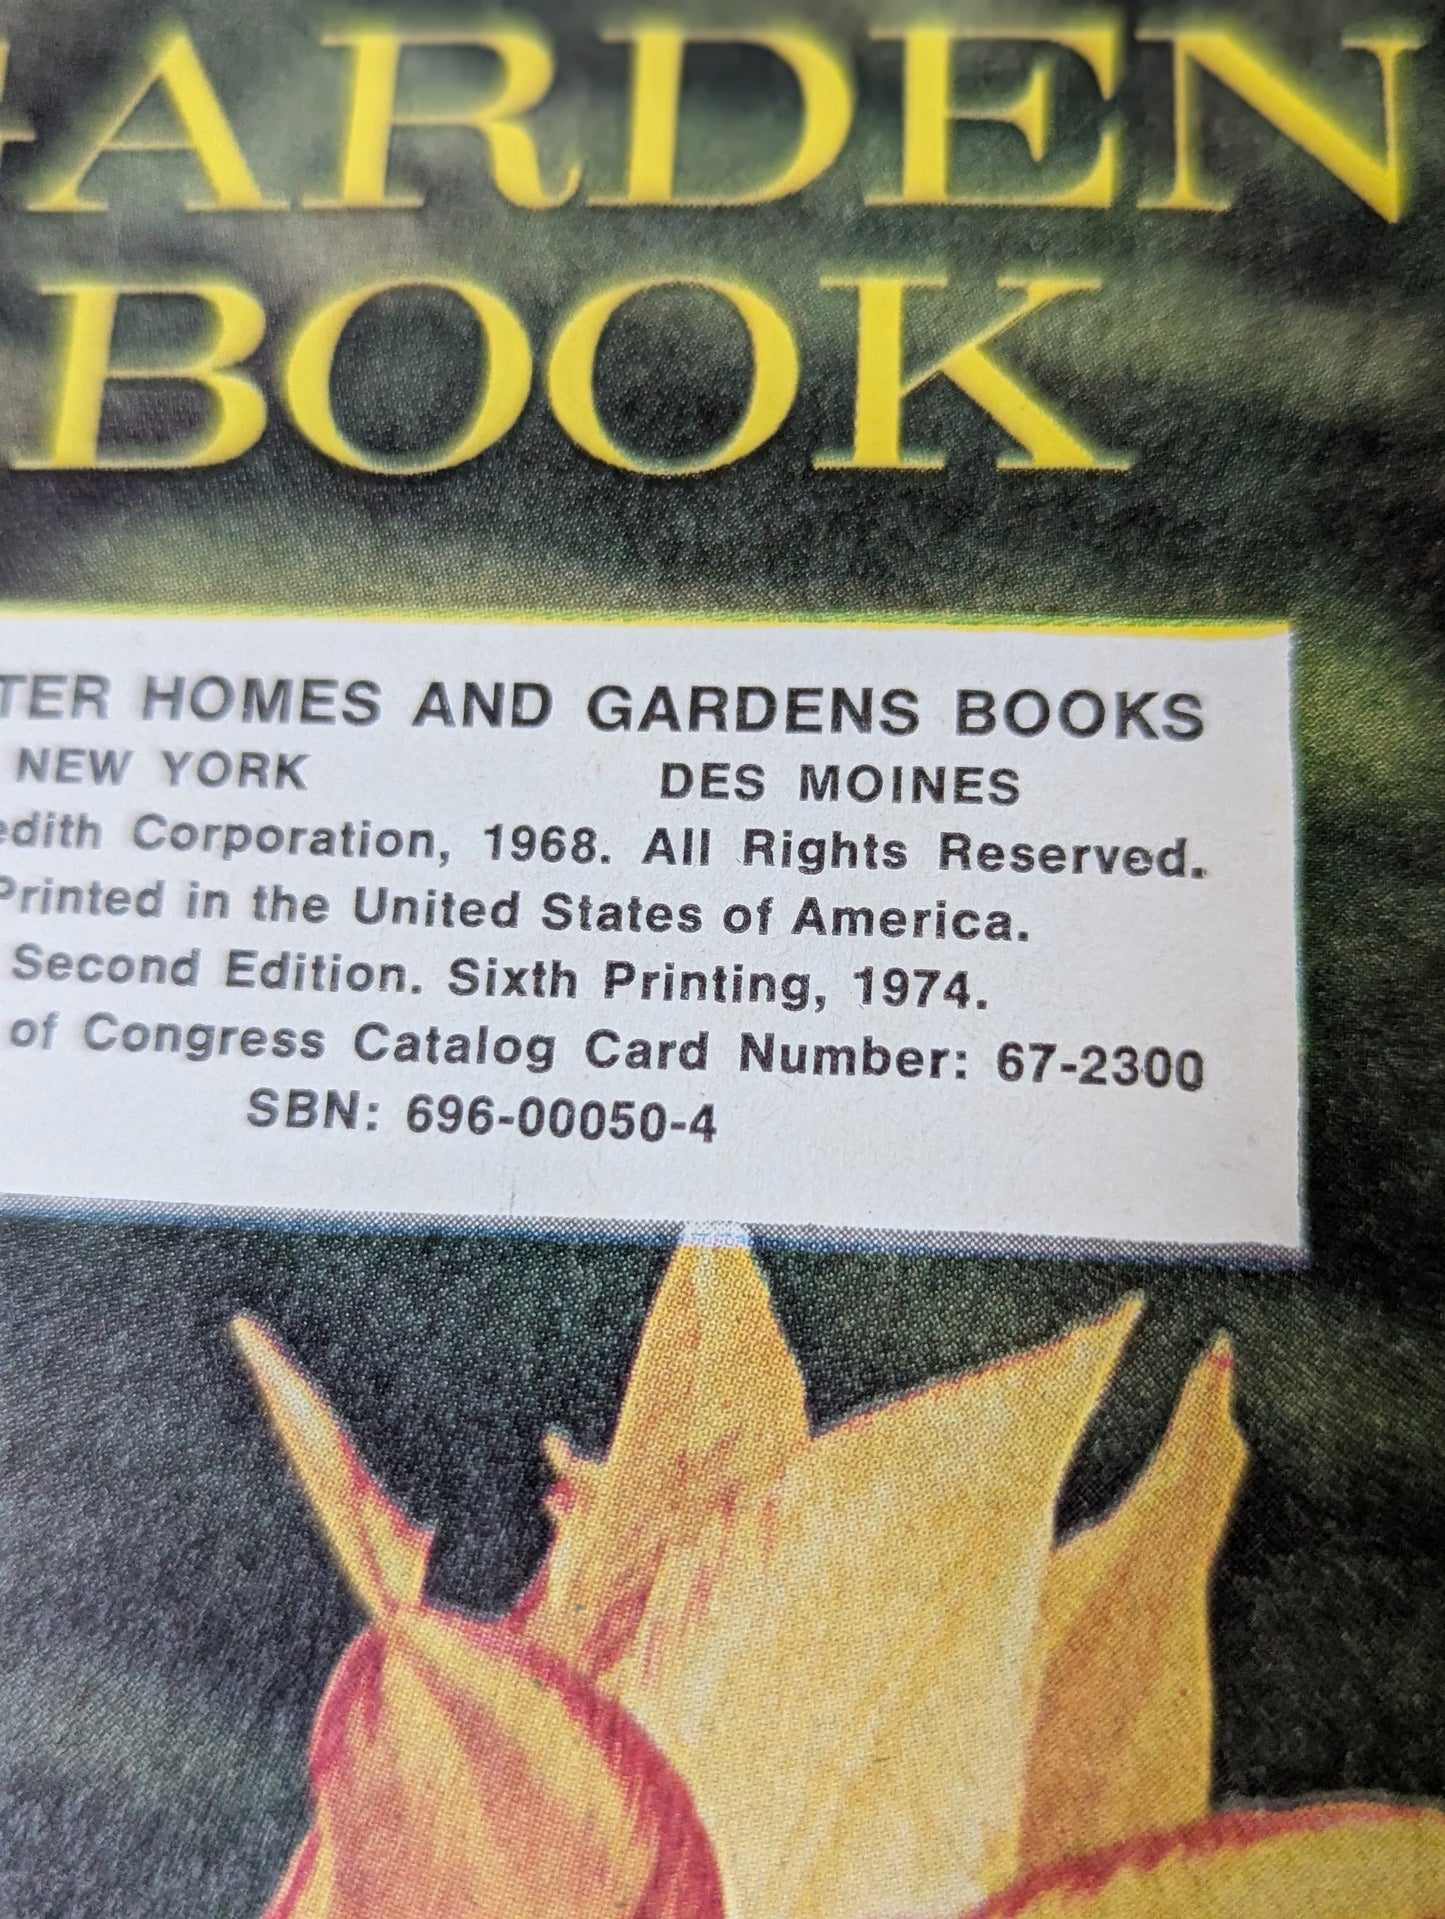 GARDEN
BOOK
TER HOMES AND GARDENS BOOKS
NEW YORK DES MOINES
edith Corporation, 1968. All Rights Reserved.
Printed in the United States of America.
Second Edition. Sixth Printing, 1974.
of Congress Catalog Card Number: 67-2300
SBN: 696-00050-4